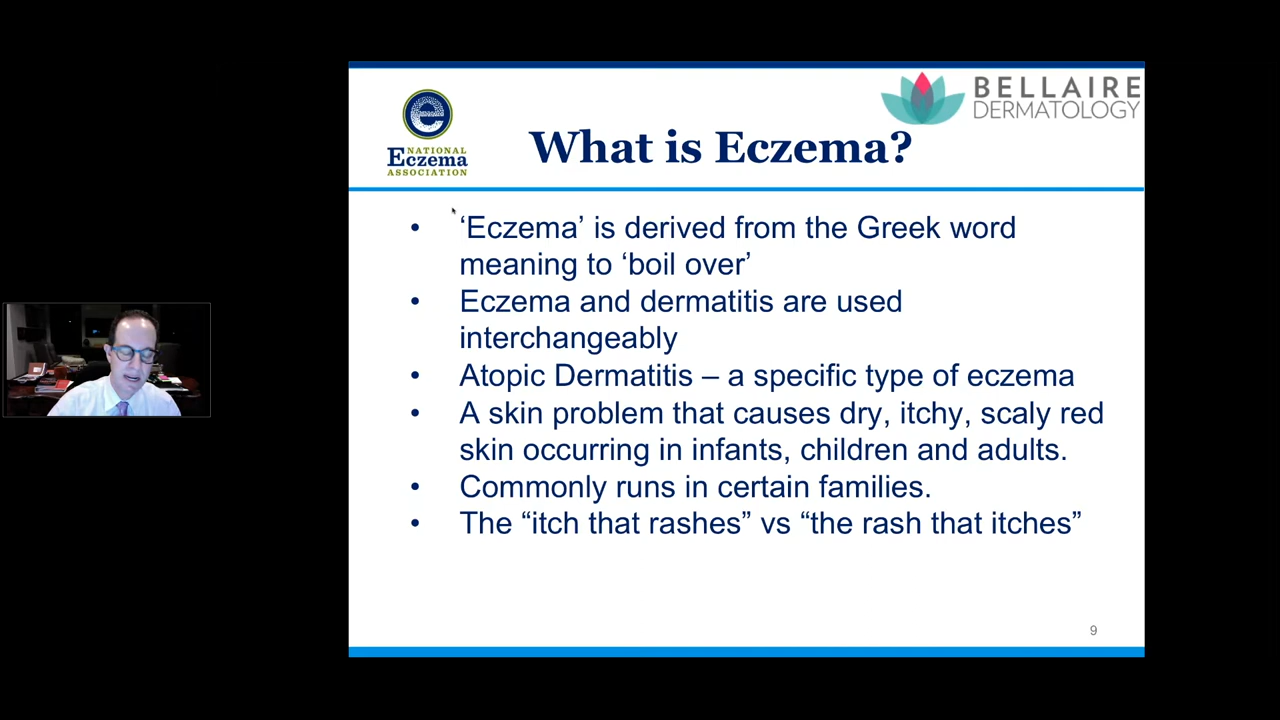 BELLAIRE
DERMATOLOGY
e
NATIONAL
Eczema
ASSOCIATION
What is Eczema?
• ‘Eczema’ is derived from the Greek word
meaning to ‘boil over’
• Eczema and dermatitis are used
interchangeably
• Atopic Dermatitis – a specific type of eczema
• A skin problem that causes dry, itchy, scaly red
skin occurring in infants, children and adults.
• Commonly runs in certain families.
• The “itch that rashes” vs “the rash that itches”
9